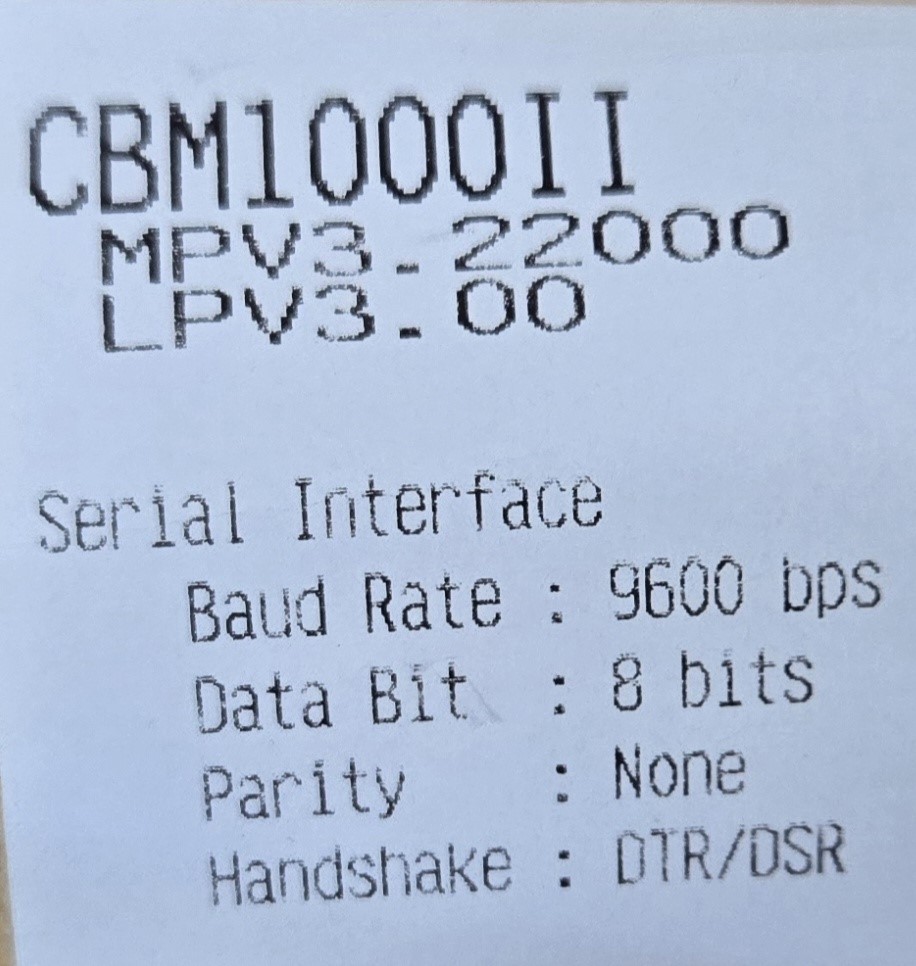 CBM1000II
MPV3.22000
LPV3.00
Serial Interface
Baud Rate : 9600 bps
Data Bit : 8 bits
Parity : None
Handshake : DTR/DSR